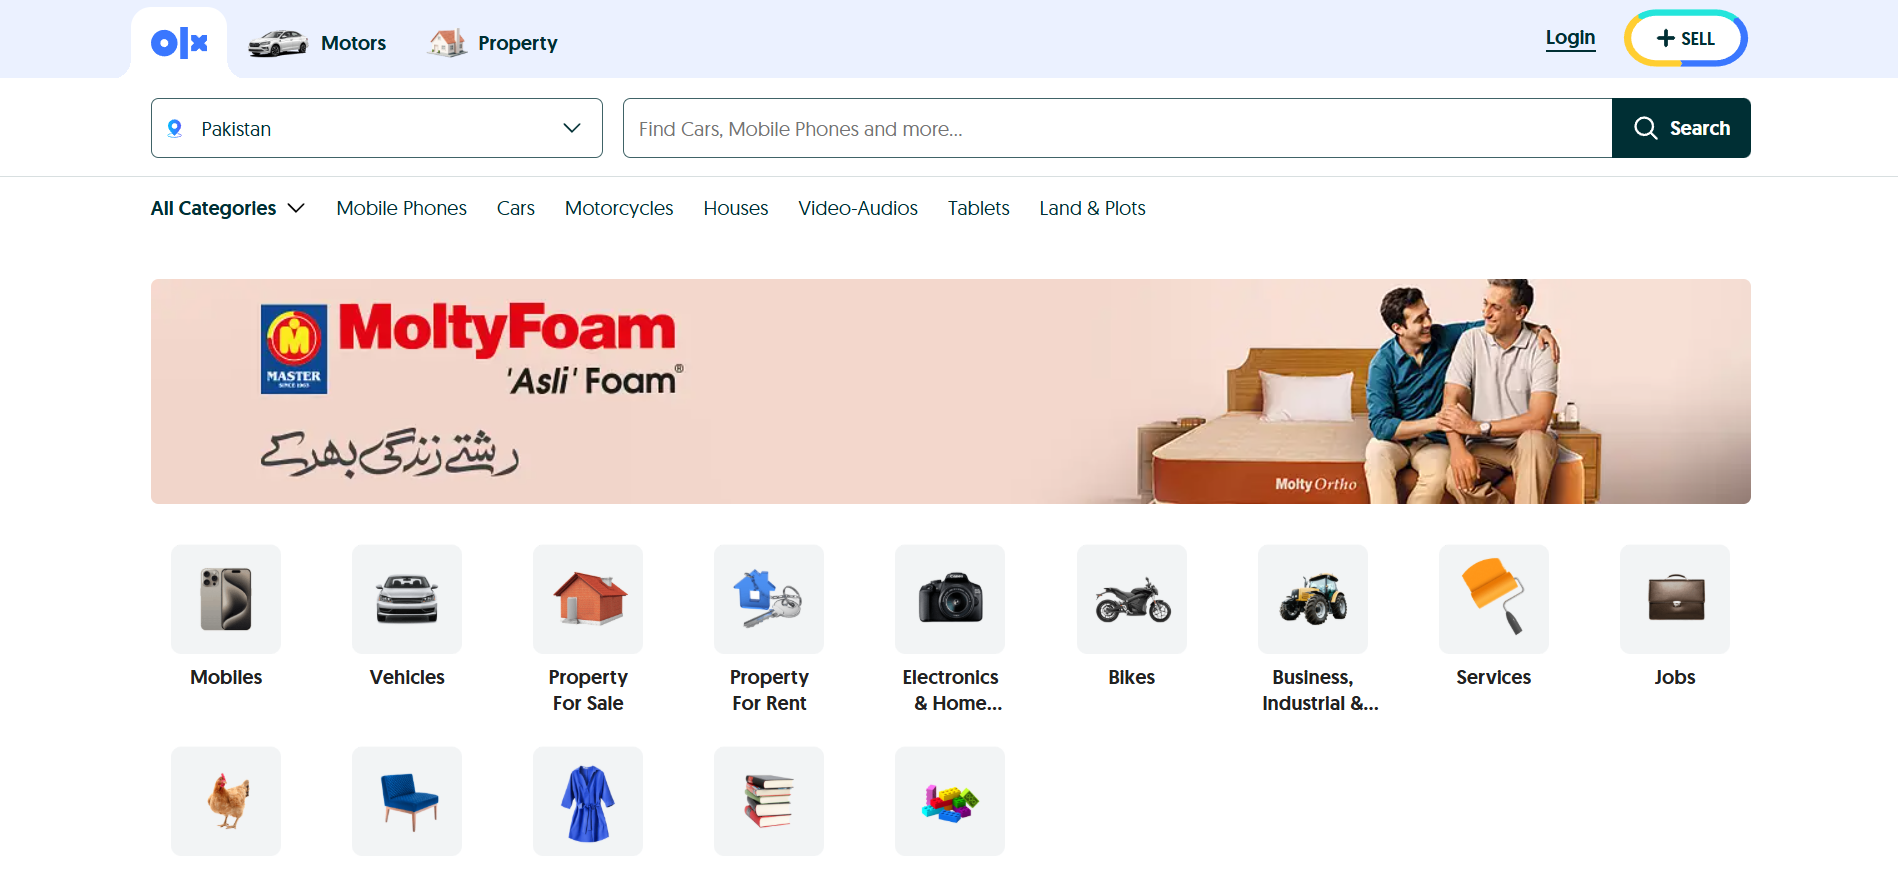 olx
Motors
Property
Login
+ SELL
Pakistan
Find Cars, Mobile Phones and more...
Search
All Categories
Mobile Phones
Cars
Motorcycles
Houses
Video-Audios
Tablets
Land & Plots
M
MASTER
SINCE 1963
MoltyFoam
'Asli' Foam®
رشتے زندگی بھر کے
Molty Ortho
Mobiles
Vehicles
Property
For Sale
Property
For Rent
Electronics
& Home...
Bikes
Business,
Industrial &...
Services
Jobs